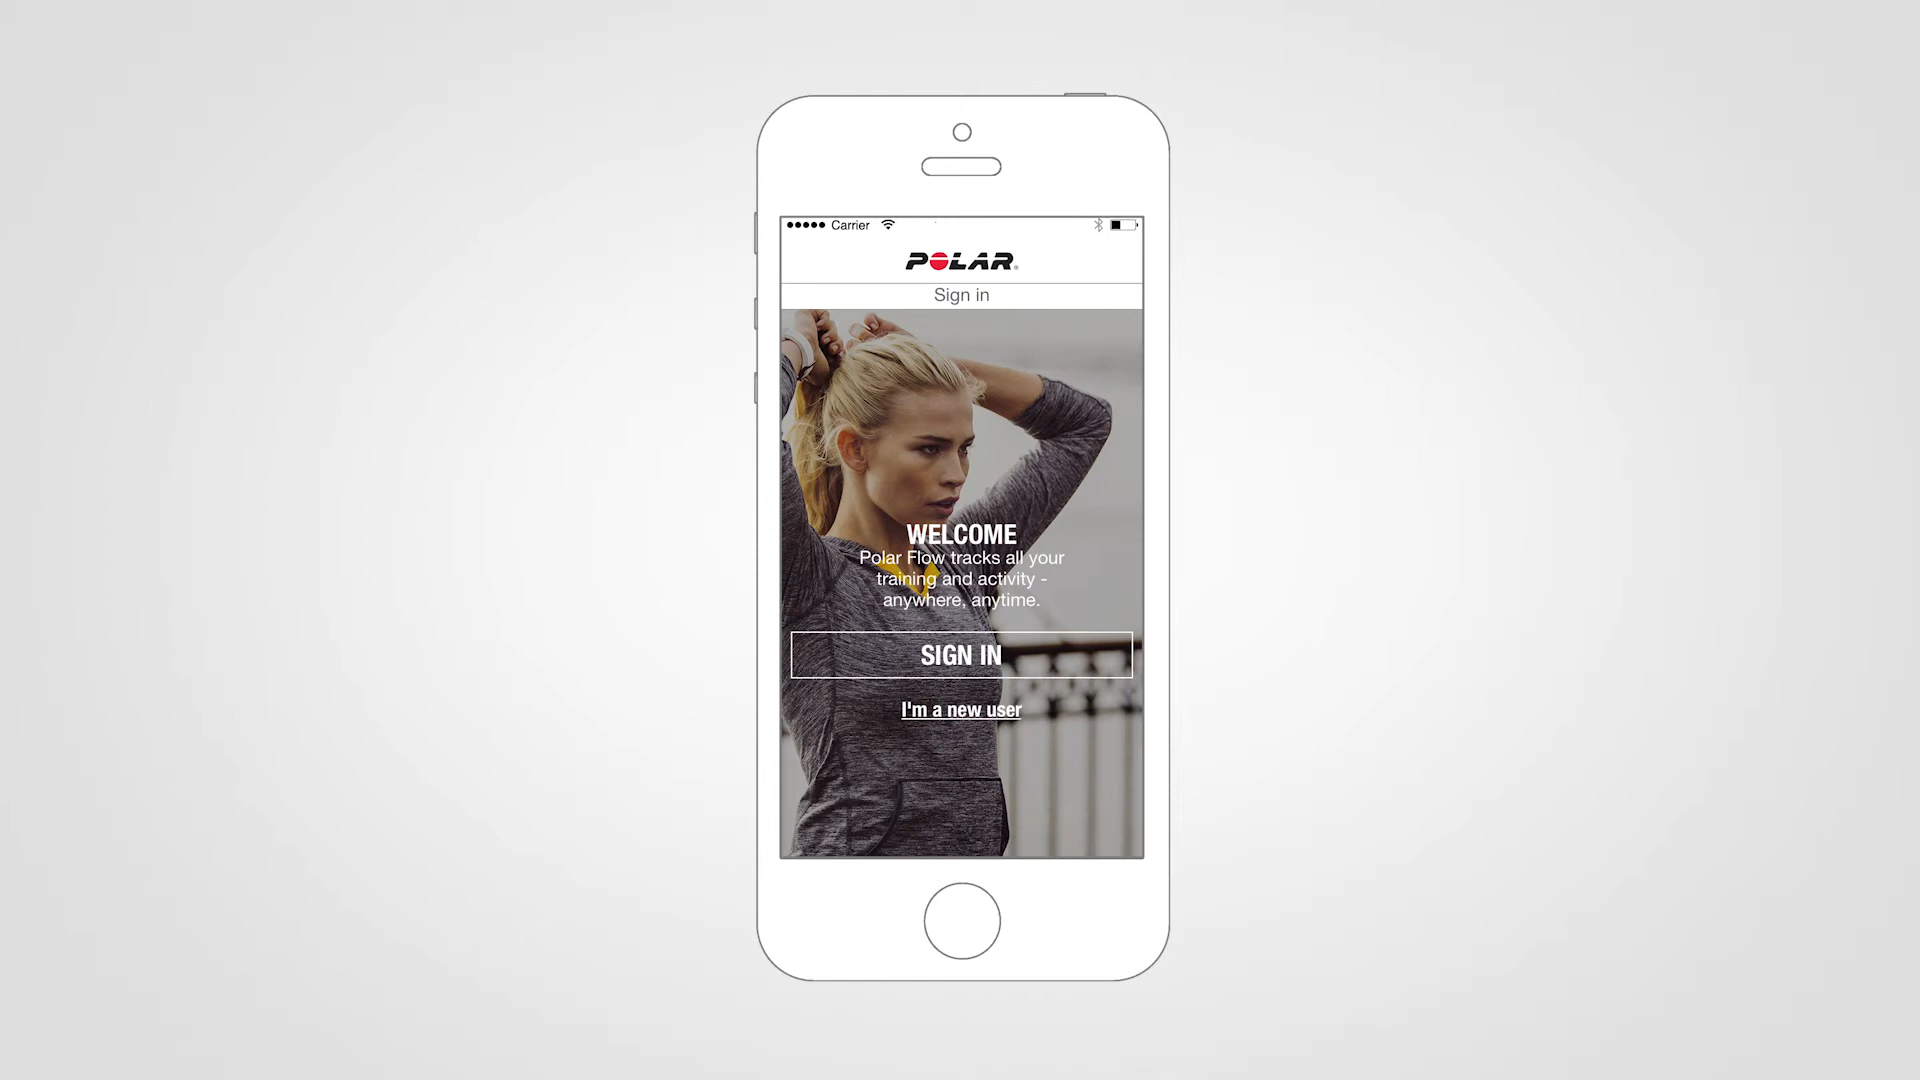 Carrier
POLAR
Sign in
WELCOME
Polar Flow tracks all your
training and activity -
anywhere, anytime.
SIGN IN
I'm a new user